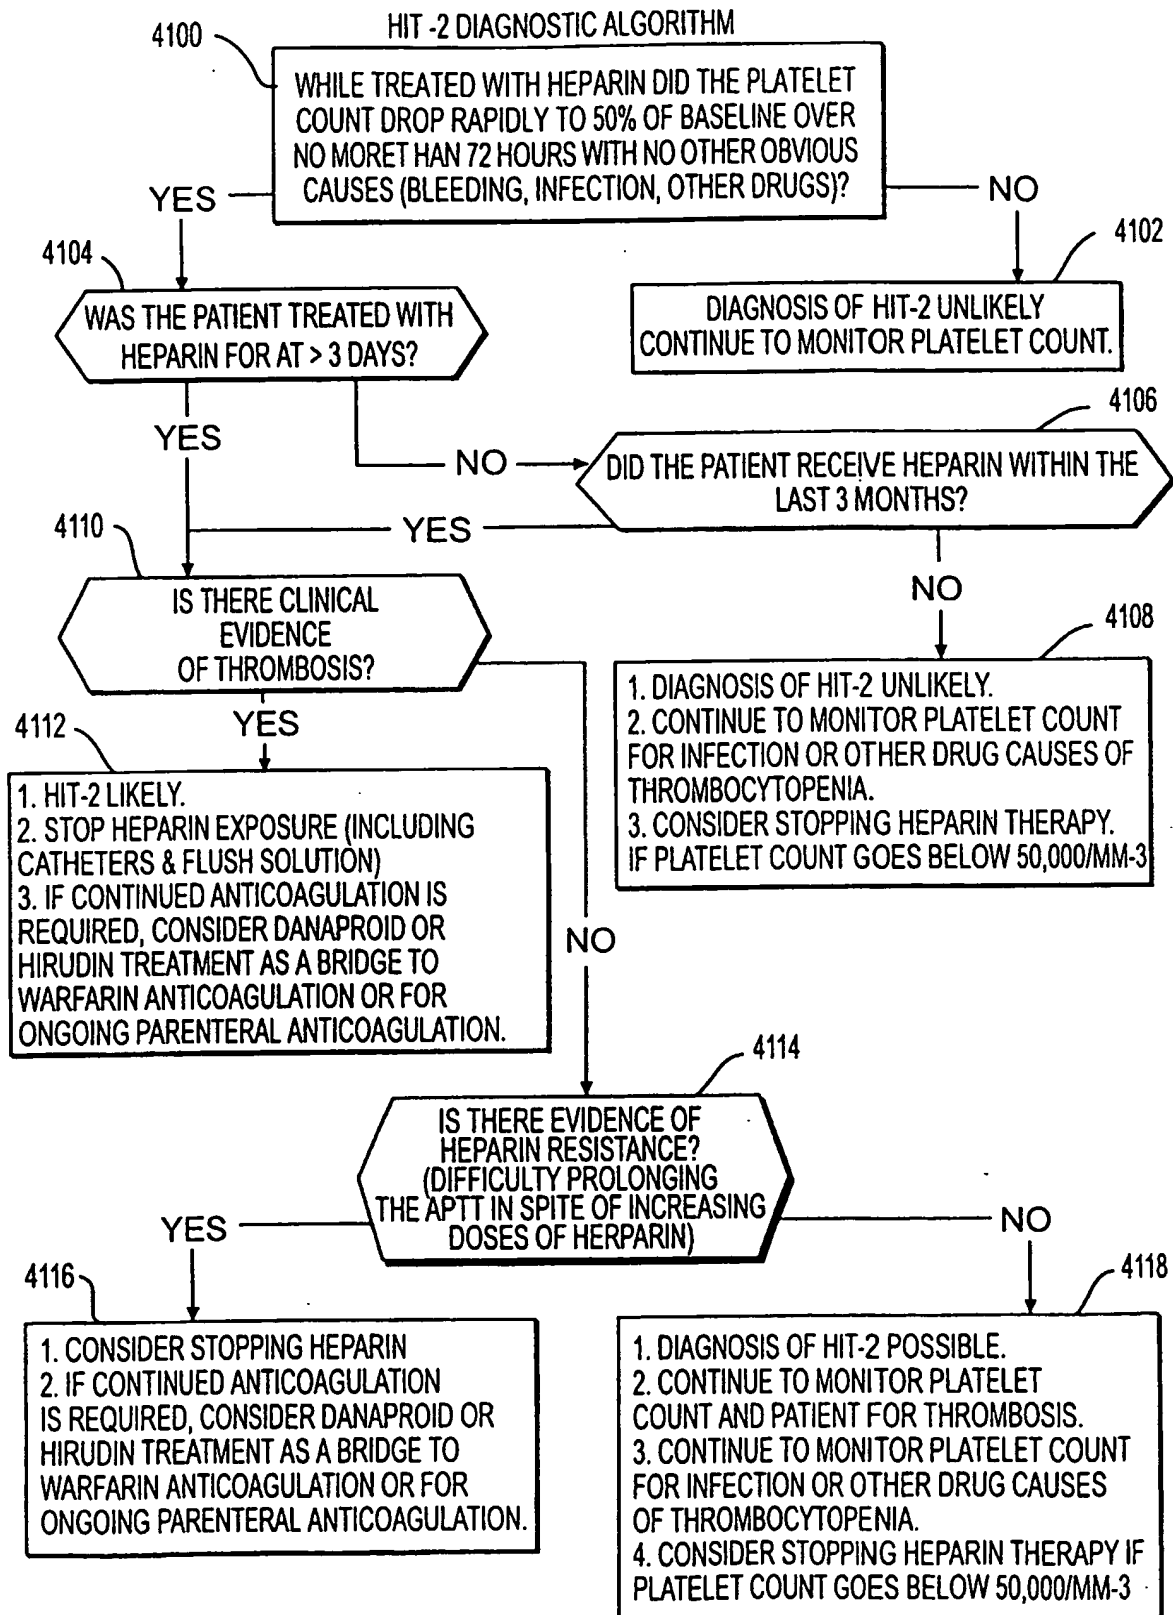 HIT -2 DIAGNOSTIC ALGORITHM
4100
WHILE TREATED WITH HEPARIN DID THE PLATELET
COUNT DROP RAPIDLY TO 50% OF BASELINE OVER
NO MORET HAN 72 HOURS WITH NO OTHER OBVIOUS
CAUSES (BLEEDING, INFECTION, OTHER DRUGS)?
YES
NO
4102
DIAGNOSIS OF HIT-2 UNLIKELY
CONTINUE TO MONITOR PLATELET COUNT.
4104
WAS THE PATIENT TREATED WITH
HEPARIN FOR AT > 3 DAYS?
YES
NO
4106
DID THE PATIENT RECEIVE HEPARIN WITHIN THE
LAST 3 MONTHS?
YES
NO
4108
1. DIAGNOSIS OF HIT-2 UNLIKELY.
2. CONTINUE TO MONITOR PLATELET COUNT
FOR INFECTION OR OTHER DRUG CAUSES OF
THROMBOCYTOPENIA.
3. CONSIDER STOPPING HEPARIN THERAPY.
IF PLATELET COUNT GOES BELOW 50,000/MM-3
4110
IS THERE CLINICAL
EVIDENCE
OF THROMBOSIS?
YES
NO
4112
1. HIT-2 LIKELY.
2. STOP HEPARIN EXPOSURE (INCLUDING
CATHETERS & FLUSH SOLUTION)
3. IF CONTINUED ANTICOAGULATION IS
REQUIRED, CONSIDER DANAPROID OR
HIRUDIN TREATMENT AS A BRIDGE TO
WARFARIN ANTICOAGULATION OR FOR
ONGOING PARENTERAL ANTICOAGULATION.
4114
IS THERE EVIDENCE OF
HEPARIN RESISTANCE?
(DIFFICULTY PROLONGING
THE APTT IN SPITE OF INCREASING
DOSES OF HERPARIN)
YES
NO
4116
1. CONSIDER STOPPING HEPARIN
2. IF CONTINUED ANTICOAGULATION
IS REQUIRED, CONSIDER DANAPROID OR
HIRUDIN TREATMENT AS A BRIDGE TO
WARFARIN ANTICOAGULATION OR FOR
ONGOING PARENTERAL ANTICOAGULATION.
4118
1. DIAGNOSIS OF HIT-2 POSSIBLE.
2. CONTINUE TO MONITOR PLATELET
COUNT AND PATIENT FOR THROMBOSIS.
3. CONTINUE TO MONITOR PLATELET COUNT
FOR INFECTION OR OTHER DRUG CAUSES
OF THROMBOCYTOPENIA.
4. CONSIDER STOPPING HEPARIN THERAPY IF
PLATELET COUNT GOES BELOW 50,000/MM-3